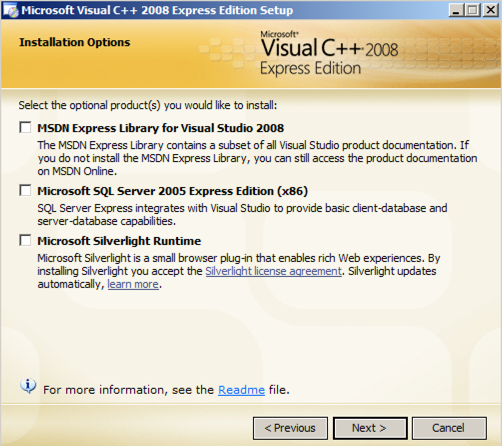 Microsoft Visual C++ 2008 Express Edition Setup
Installation Options
Microsoft®
Visual C++ 2008
Express Edition
Select the optional product(s) you would like to install:
MSDN Express Library for Visual Studio 2008
The MSDN Express Library contains a subset of all Visual Studio product documentation. If
you do not install the MSDN Express Library, you can still access the product documentation
on MSDN Online.
Microsoft SQL Server 2005 Express Edition (x86)
SQL Server Express integrates with Visual Studio to provide basic client-database and
server-database capabilities.
Microsoft Silverlight Runtime
Microsoft Silverlight is a small browser plug-in that enables rich Web experiences. By
installing Silverlight you accept the Silverlight license agreement. Silverlight updates
automatically, learn more.
For more information, see the Readme file.
< Previous
Next >
Cancel